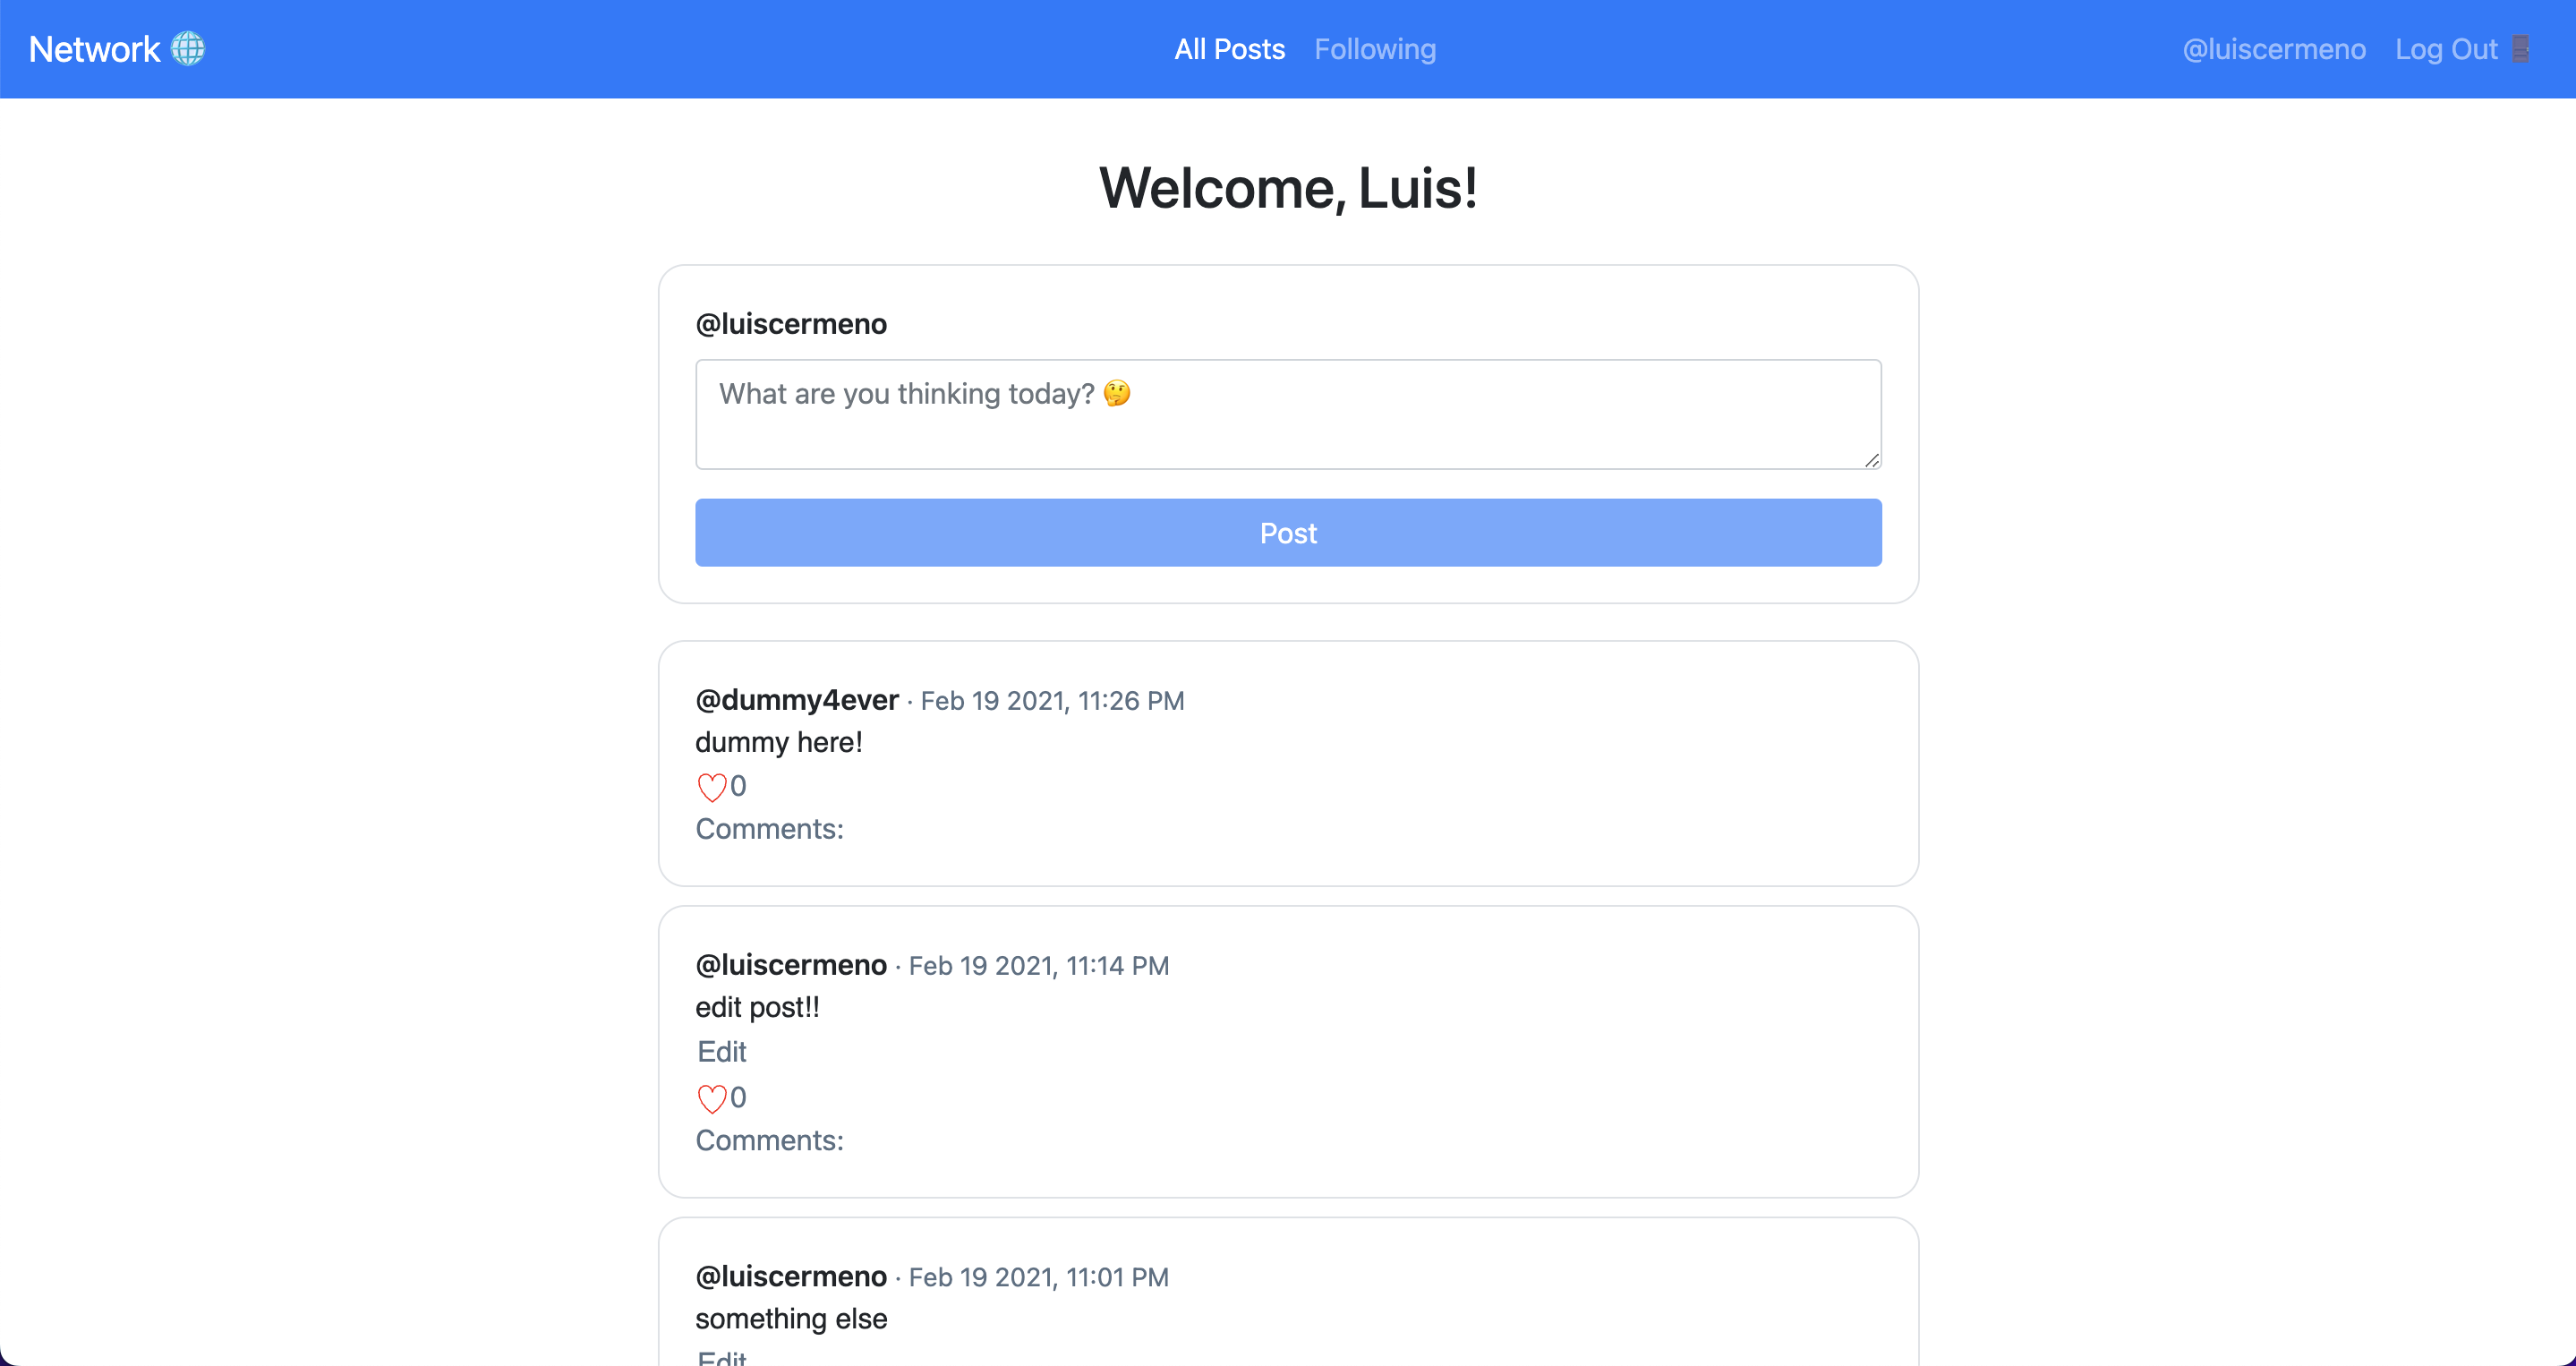 Network 🌐
All Posts Following
@luiscermeno Log Out 🚪
Welcome, Luis!
@luiscermeno
What are you thinking today? 🤔
Post
@dummy4ever · Feb 19 2021, 11:26 PM
dummy here!
0
Comments:
@luiscermeno · Feb 19 2021, 11:14 PM
edit post!!
Edit
0
Comments:
@luiscermeno · Feb 19 2021, 11:01 PM
something else
Edit